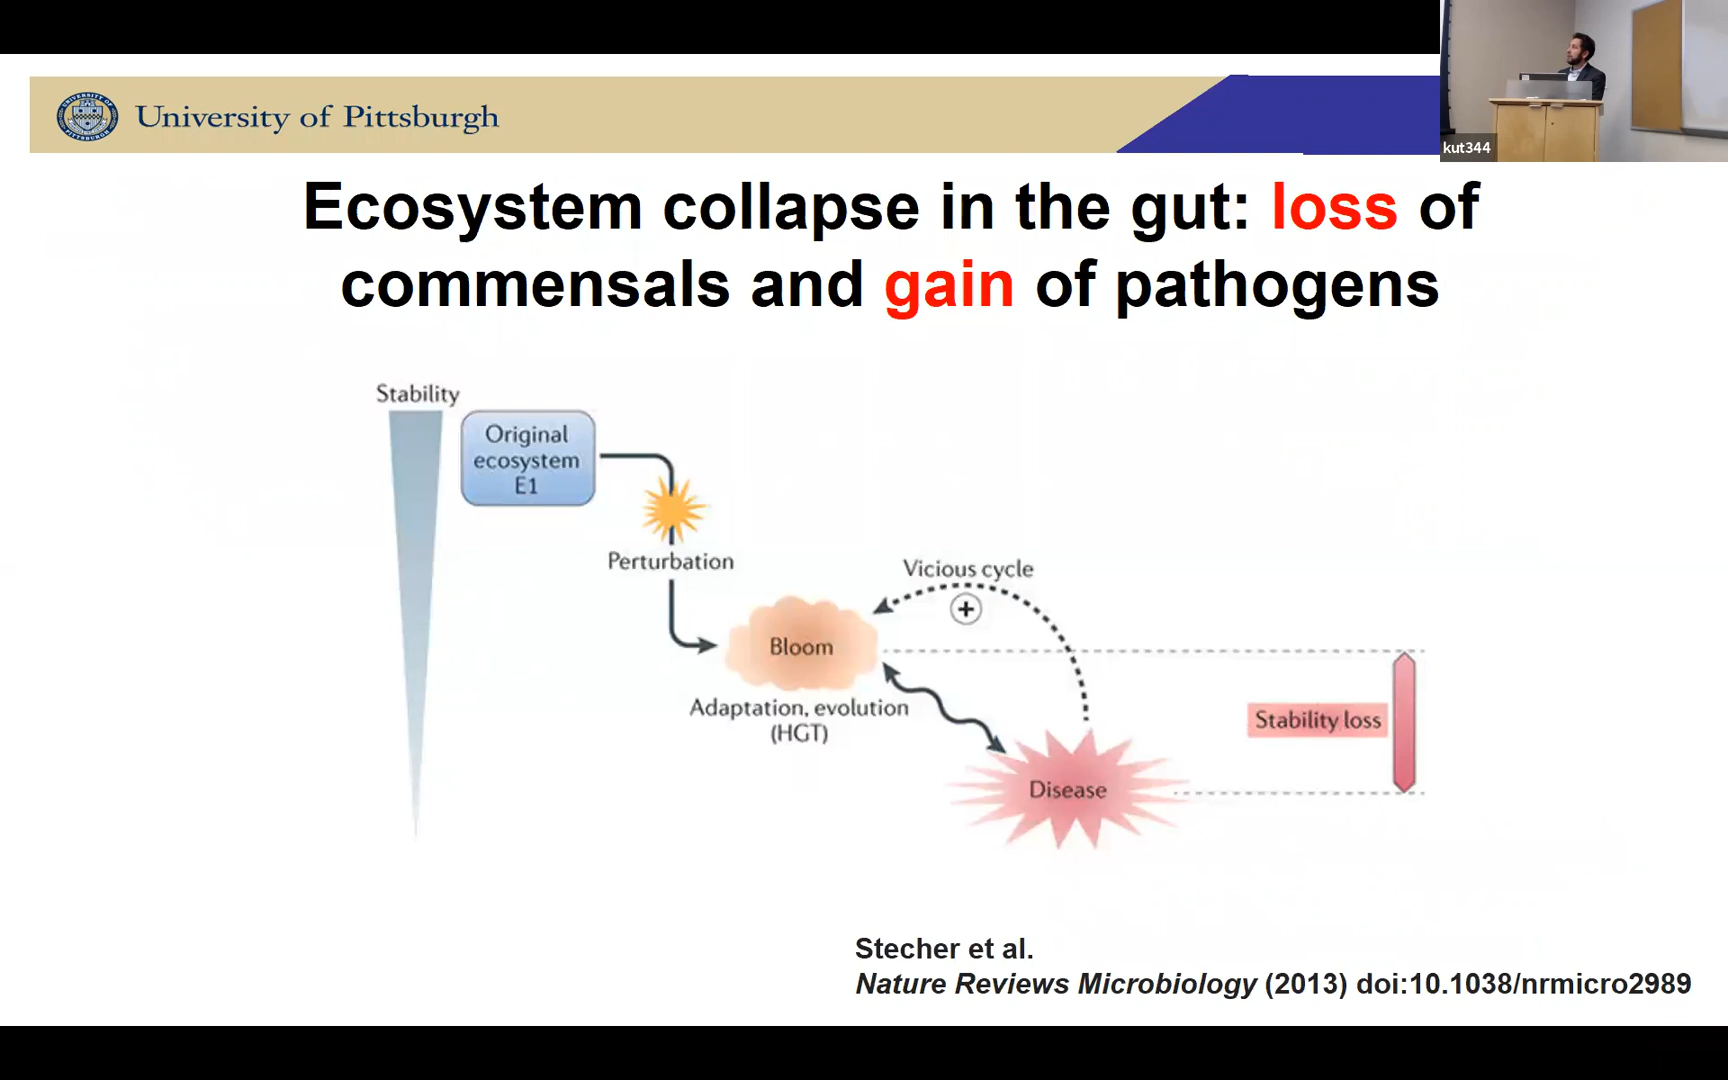 University of Pittsburgh
kut344
Ecosystem collapse in the gut: loss of
commensals and gain of pathogens
Stability
Original
ecosystem
E1
Perturbation
Vicious cycle
+
Bloom
Adaptation, evolution
(HGT)
Stability loss
Disease
Stecher et al.
Nature Reviews Microbiology (2013) doi:10.1038/nrmicro2989